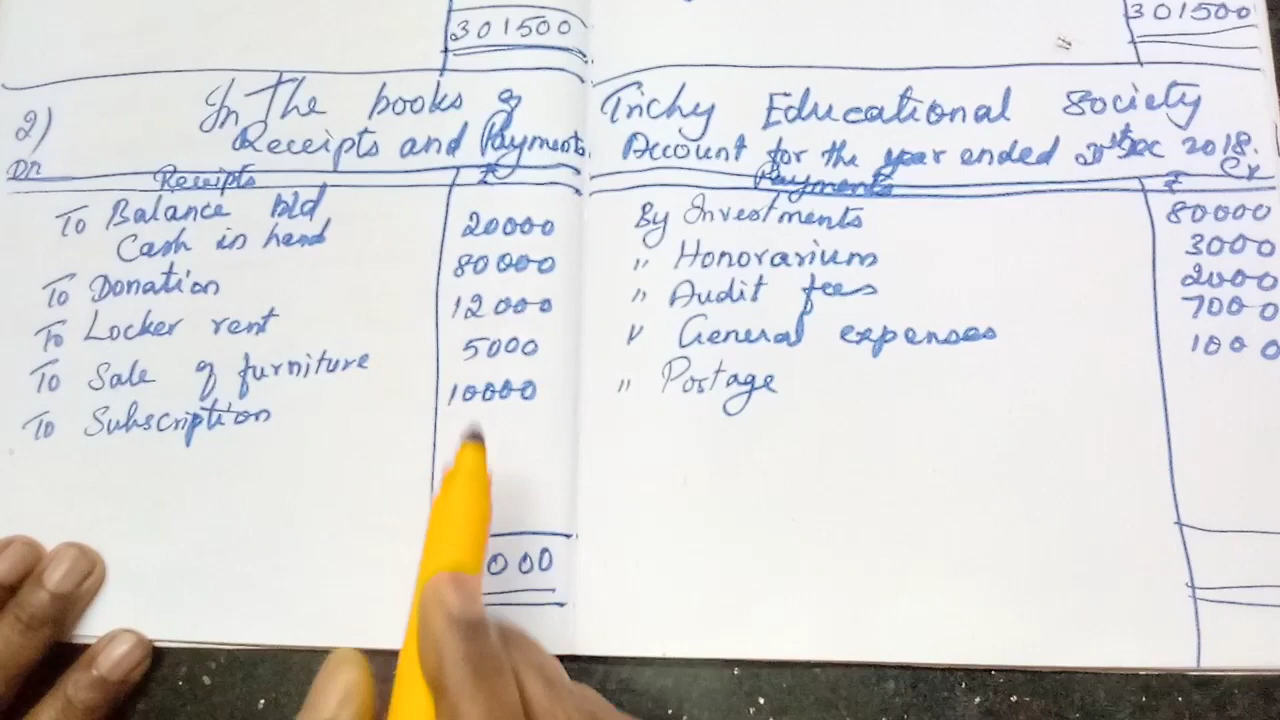 301500
301500
2) In the books of Trichy Educational Society
Receipts and Payments Account for the year ended 31st Dec 2018.
Dr Cr
Receipts ₹ Payments ₹
To Balance b/d
Cash in hand 20000
To Donation 80000
To Locker rent 12000
To Sale of furniture 5000
To Subscription 10000
000
By Investments 80000
" Honorarium 3000
" Audit fees 2000
" General expenses 7000
" Postage 1000